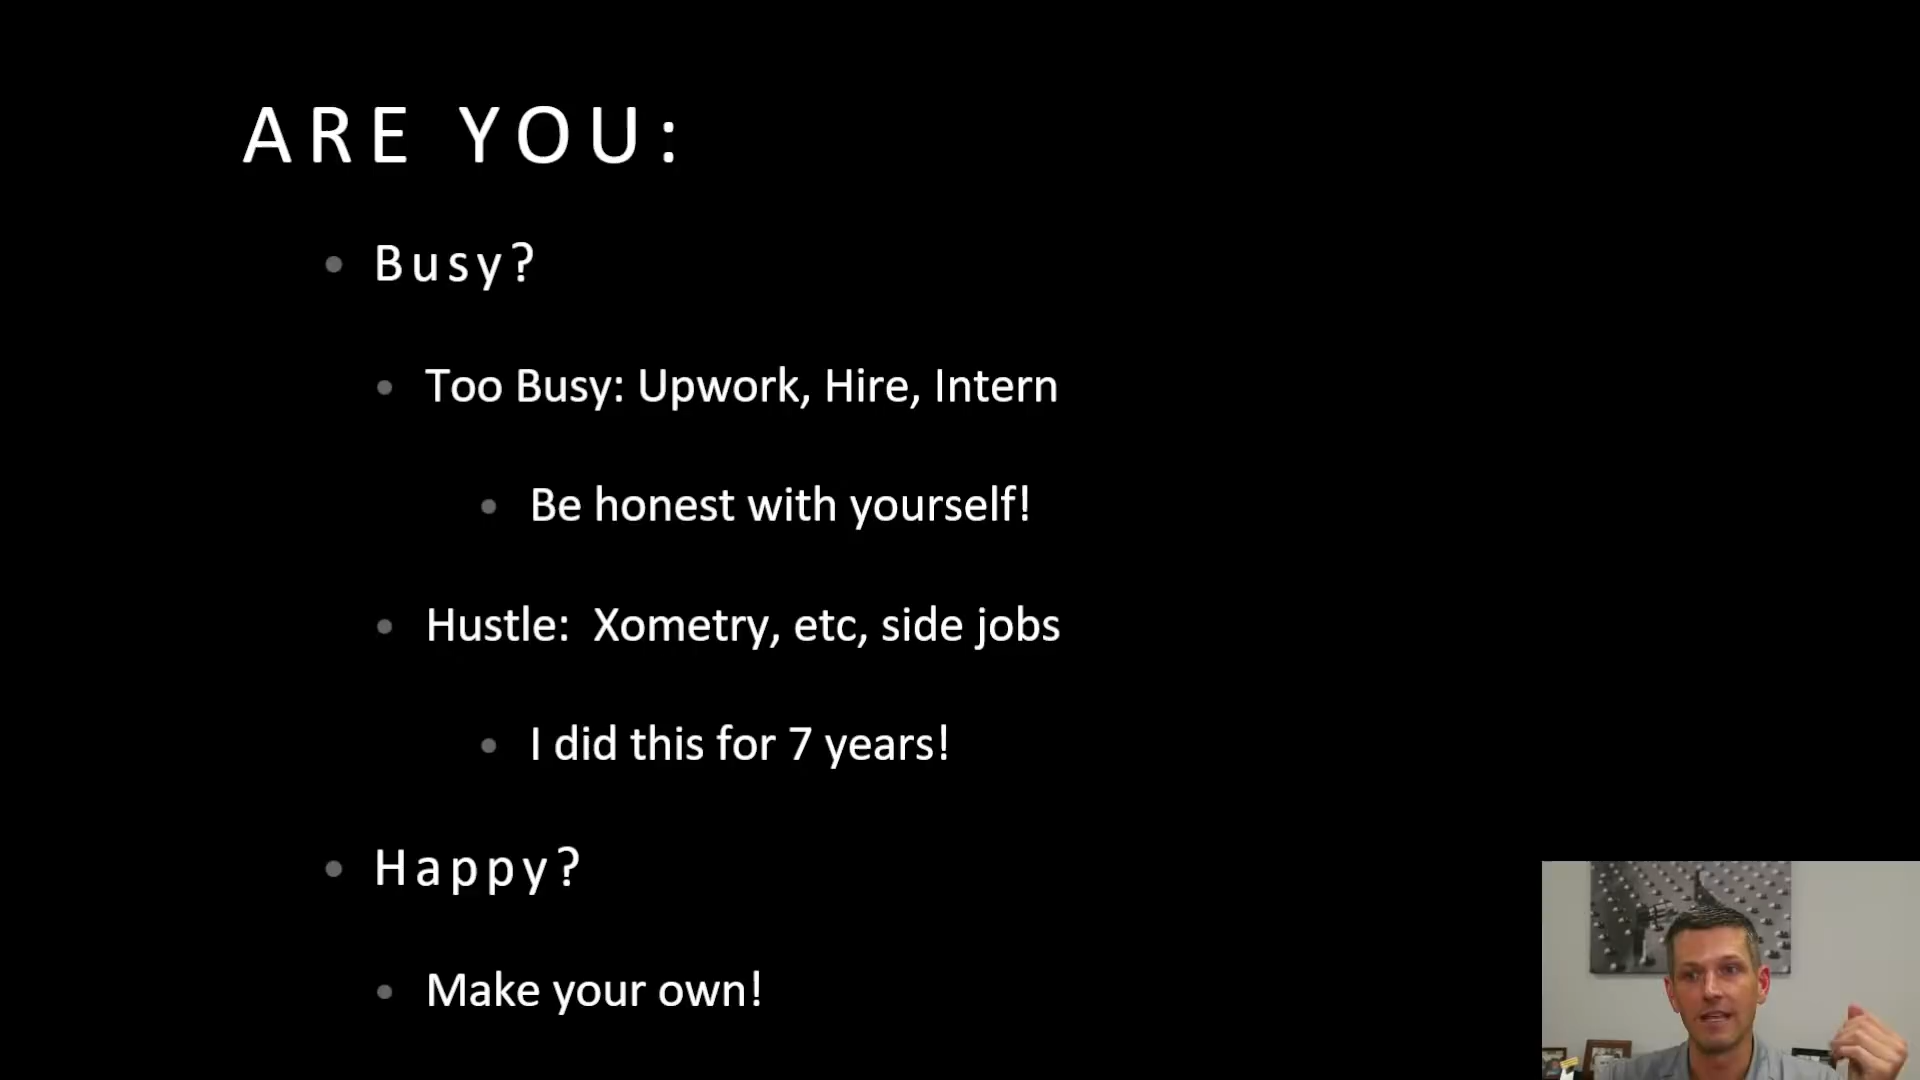 ARE YOU:
Busy?
Too Busy: Upwork, Hire, Intern
Be honest with yourself!
Hustle:  Xometry, etc, side jobs
I did this for 7 years!
Happy?
Make your own!